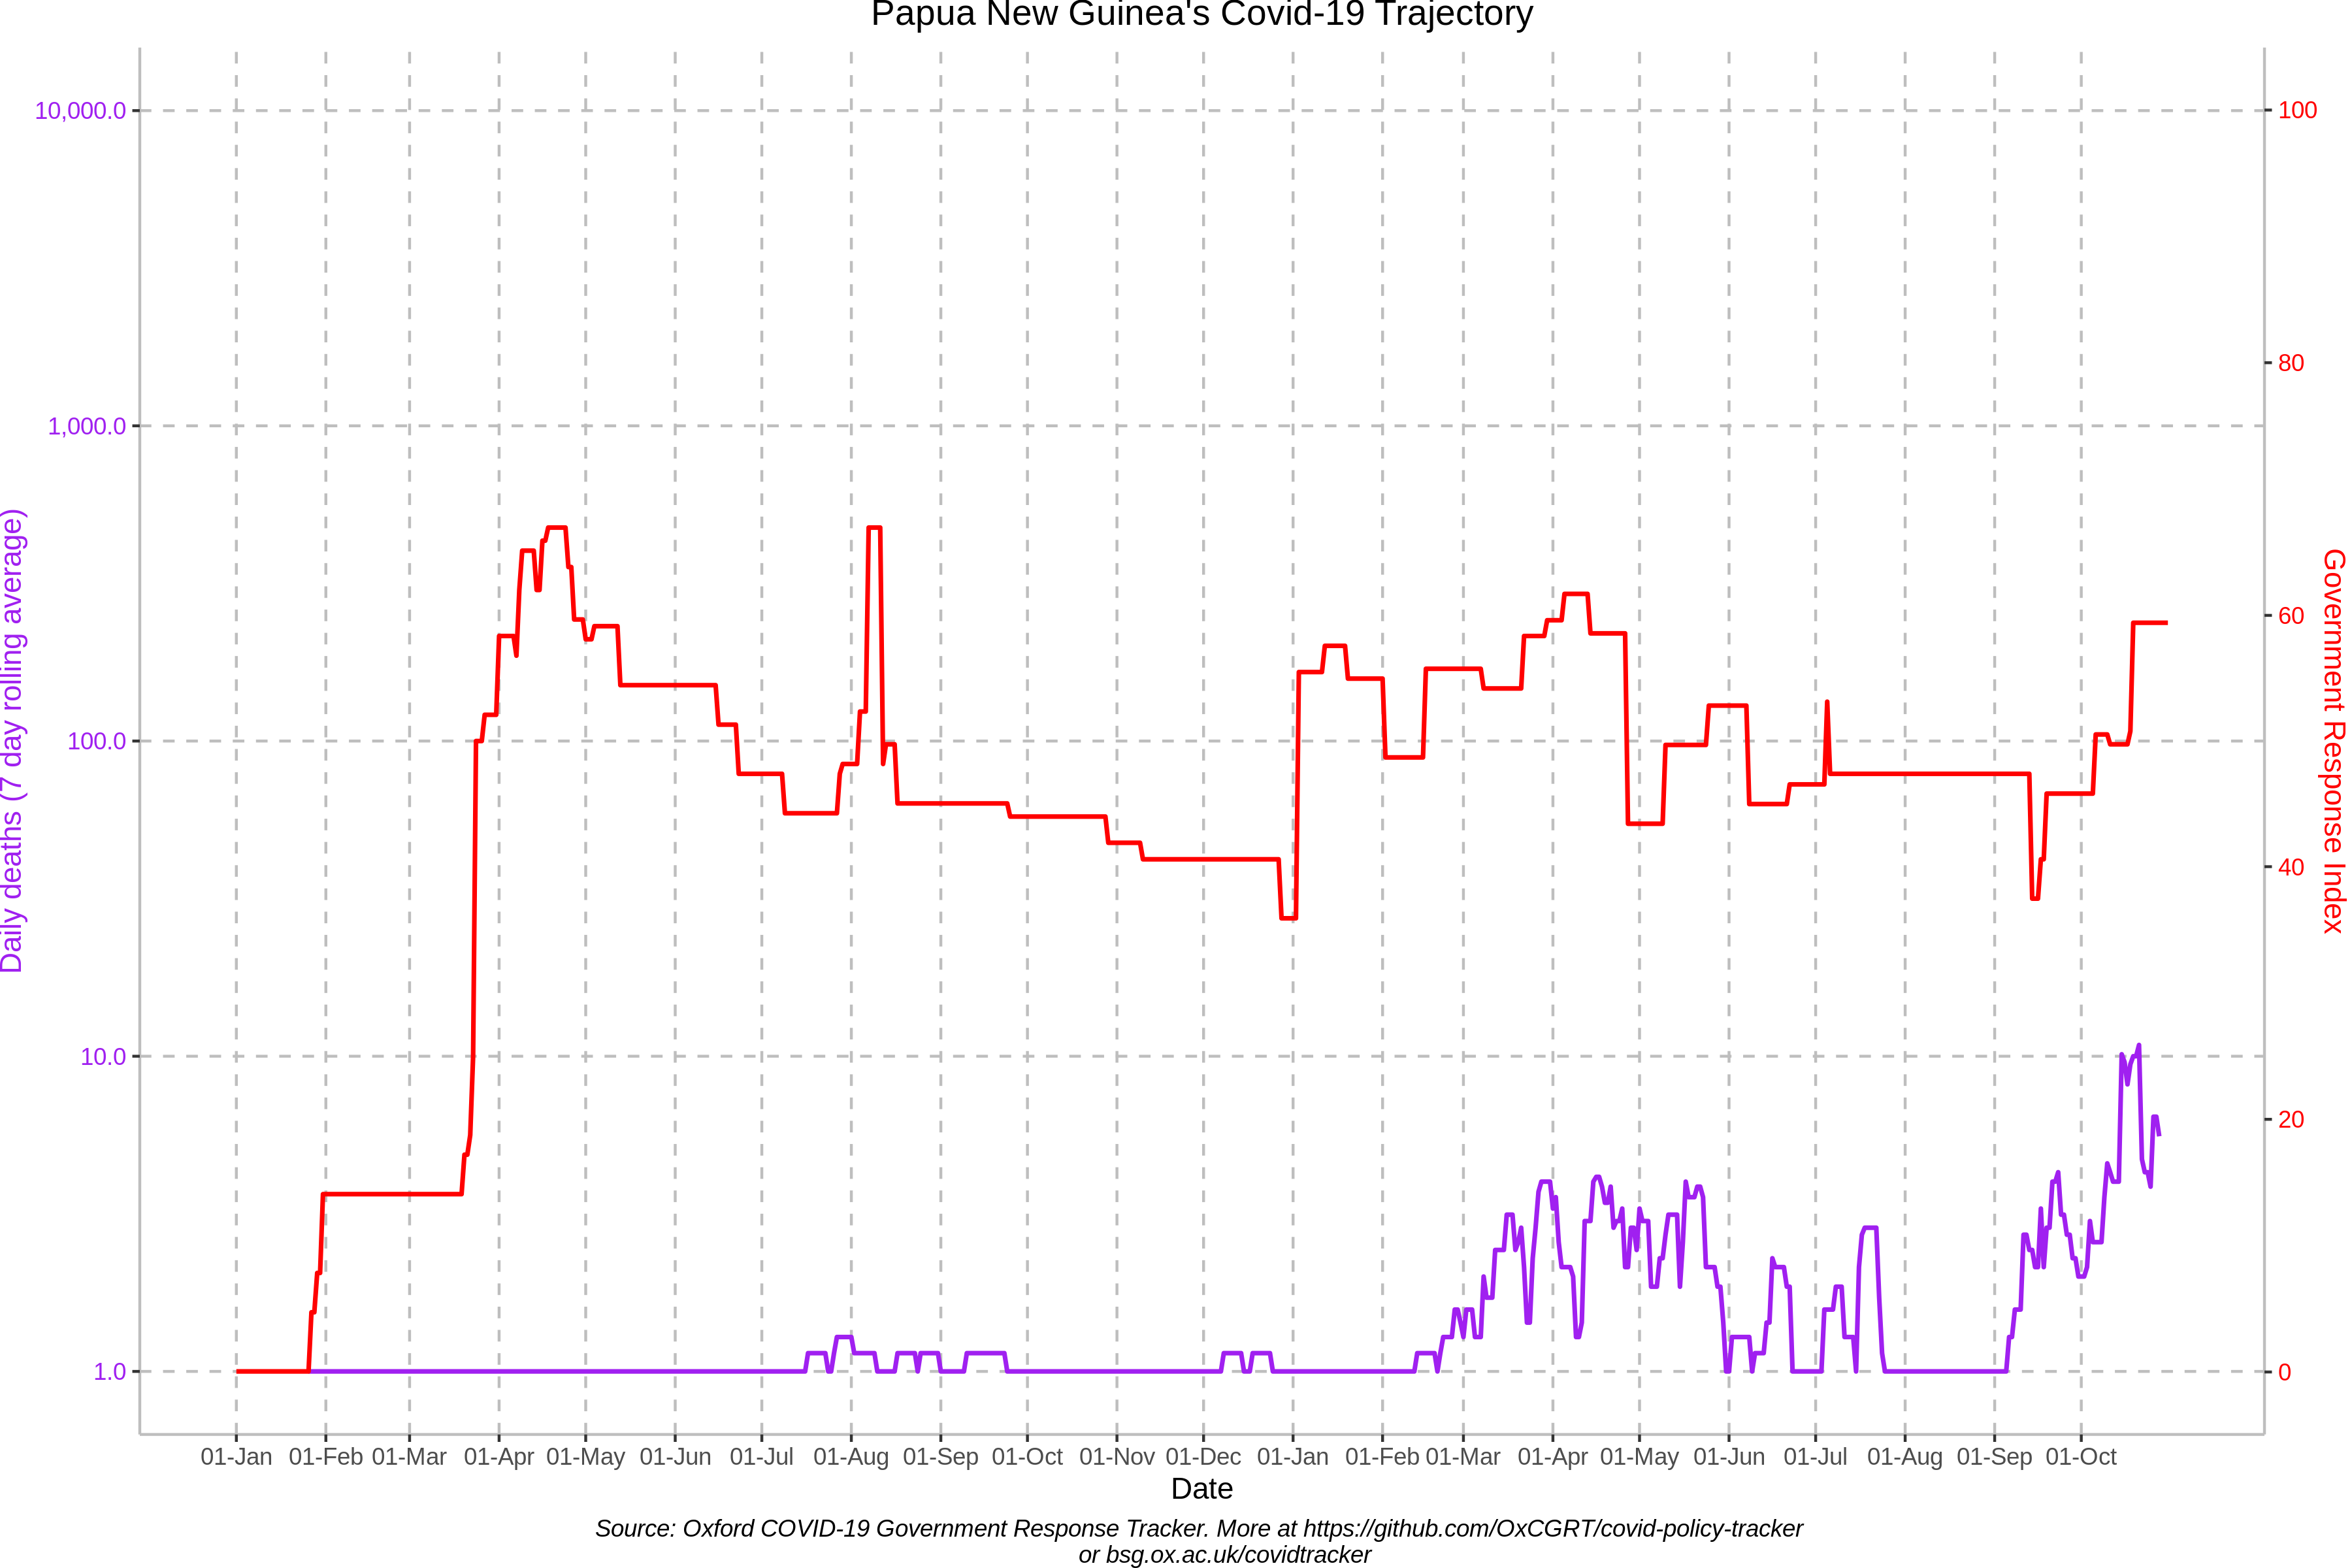 Papua New Guinea's Covid-19 Trajectory
10,000.0
1,000.0
100.0
10.0
1.0
Daily deaths (7 day rolling average)
100
80
60
40
20
0
Government Response Index
01-Jan 01-Feb 01-Mar 01-Apr 01-May 01-Jun 01-Jul 01-Aug 01-Sep 01-Oct 01-Nov 01-Dec 01-Jan 01-Feb 01-Mar 01-Apr 01-May 01-Jun 01-Jul 01-Aug 01-Sep 01-Oct
Date
Source: Oxford COVID-19 Government Response Tracker. More at https://github.com/OxCGRT/covid-policy-tracker
or bsg.ox.ac.uk/covidtracker